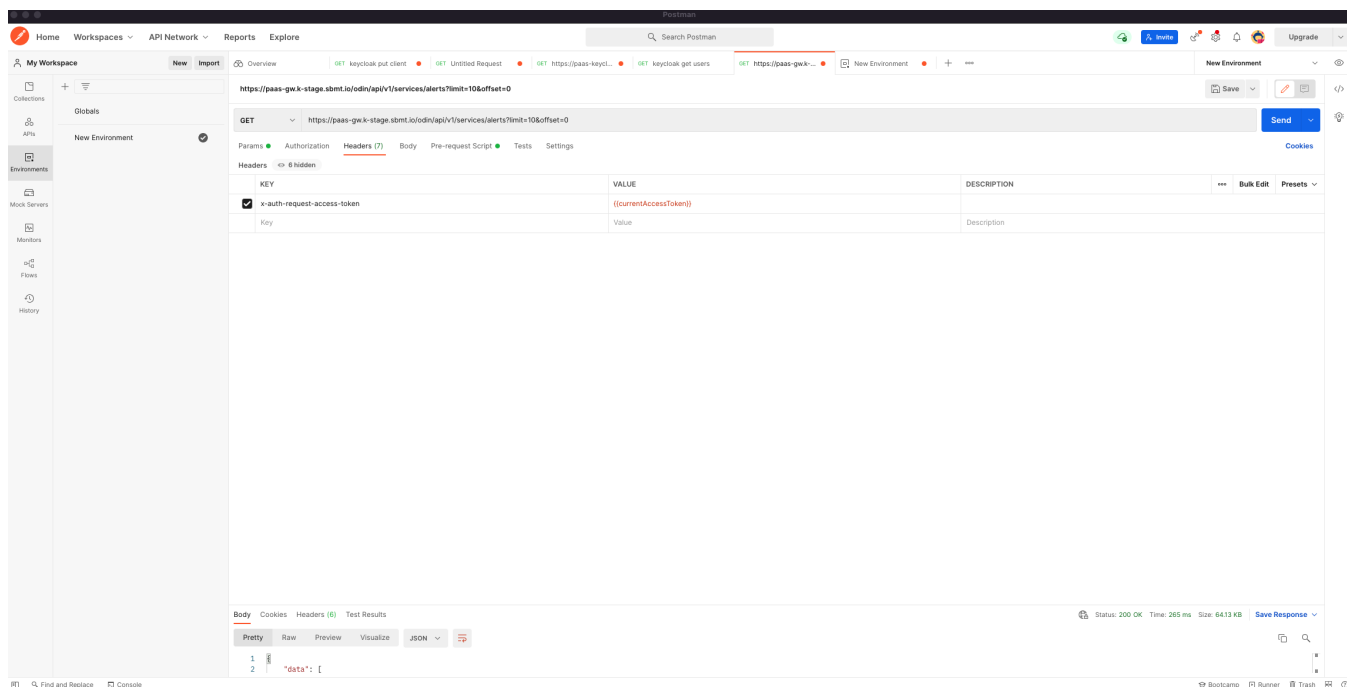 Postman
Home Workspaces API Network Reports Explore Search Postman Invite Upgrade
My Workspace New Import Overview GET keycloak put client GET Untitled Request GET https://paas-keycl... GET keycloak get users GET https://paas-gw.k-... New Environment New Environment
Collections
APIs
Environments
Mock Servers
Monitors
Flows
History
Globals
New Environment
https://paas-gw.k-stage.sbmt.io/odin/api/v1/services/alerts?limit=10&offset=0 Save
GET https://paas-gw.k-stage.sbmt.io/odin/api/v1/services/alerts?limit=10&offset=0 Send
Params Authorization Headers (7) Body Pre-request Script Tests Settings Cookies
Headers 6 hidden
KEY VALUE DESCRIPTION Bulk Edit Presets
x-auth-request-access-token {{currentAccessToken}}
Key Value Description
Body Cookies Headers (6) Test Results Status: 200 OK Time: 265 ms Size: 64.13 KB Save Response
Pretty Raw Preview Visualize JSON
1 {
2 "data": [
Find and Replace Console Bootcamp Runner Trash